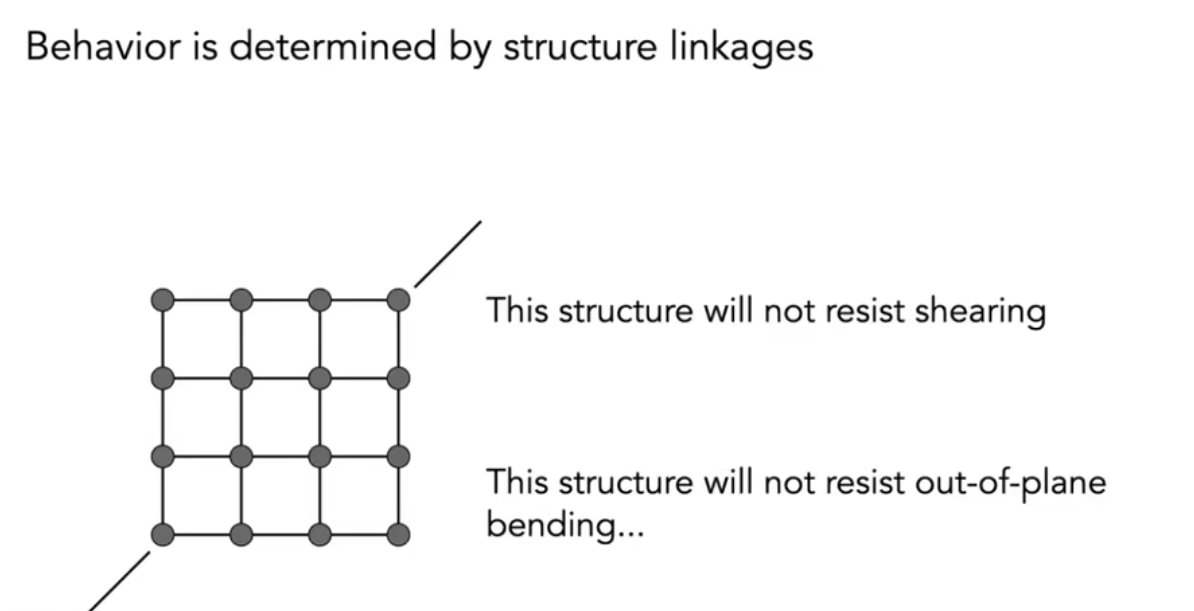 Behavior is determined by structure linkages
This structure will not resist shearing
This structure will not resist out-of-plane
bending...